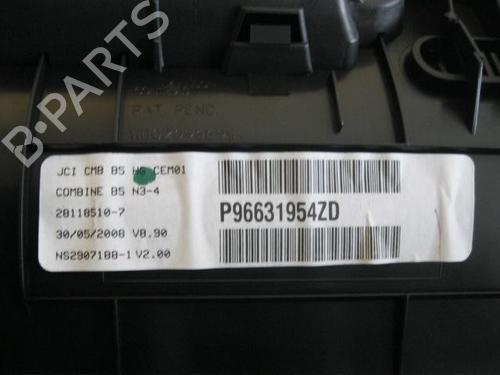 B-PARTS
PAT. PEND.
JCI CMB B5 HG CEM01
COMBINE B5 N3-4
28118510-7
30/05/2008 V8.90
NS2907188-1 V2.00
P96631954ZD